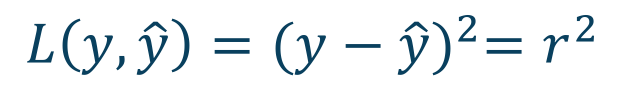 L(y, ŷ) = (y − ŷ)²= r²